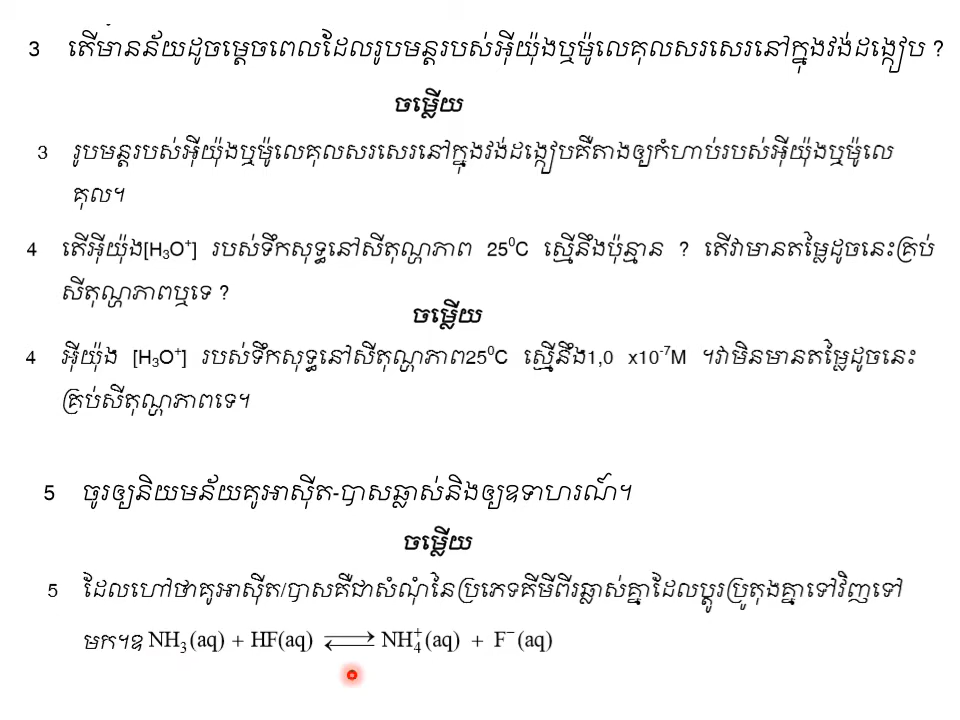 3 តើមានន័យដូចម្តេចពេលដែលរូបមន្តរបស់អ៊ីយ៉ុងឬម៉ូលេគុលសរសេរនៅក្នុងវង់ដង្កៀប ?
ចម្លើយ
3 រូបមន្តរបស់អ៊ីយ៉ុងឬម៉ូលេគុលសរសេរនៅក្នុងវង់ដង្កៀបគឺតាងឲ្យកំហាប់របស់អ៊ីយ៉ុងឬម៉ូលេ
គុល។
4 តើអ៊ីយ៉ុង[H₃O⁺] របស់ទឹកសុទ្ធនៅសីតុណ្ហភាព 25⁰C ស្មើនឹងប៉ុន្មាន ? តើវាមានតម្លៃដូចនេះគ្រប់
សីតុណ្ហភាពឬទេ ?
ចម្លើយ
4 អ៊ីយ៉ុង [H₃O⁺] របស់ទឹកសុទ្ធនៅសីតុណ្ហភាព25⁰C ស្មើនឹង1,0 x10⁻⁷M ។វាមិនមានតម្លៃដូចនេះ
គ្រប់សីតុណ្ហភាពទេ។
5 ចូរឲ្យនិយមន័យគូអាស៊ីត-បាសឆ្លាស់និងឲ្យឧទាហរណ៍។
ចម្លើយ
5 ដែលហៅថាគូអាស៊ីត/បាសគឺជាសំណុំនៃប្រភេទគីមីពីរឆ្លាស់គ្នាដែលប្តូរប្រូតុងគ្នាទៅវិញទៅ
មក។ឧ NH₃(aq) + HF(aq) ⇌ NH₄⁺(aq) + F⁻(aq)